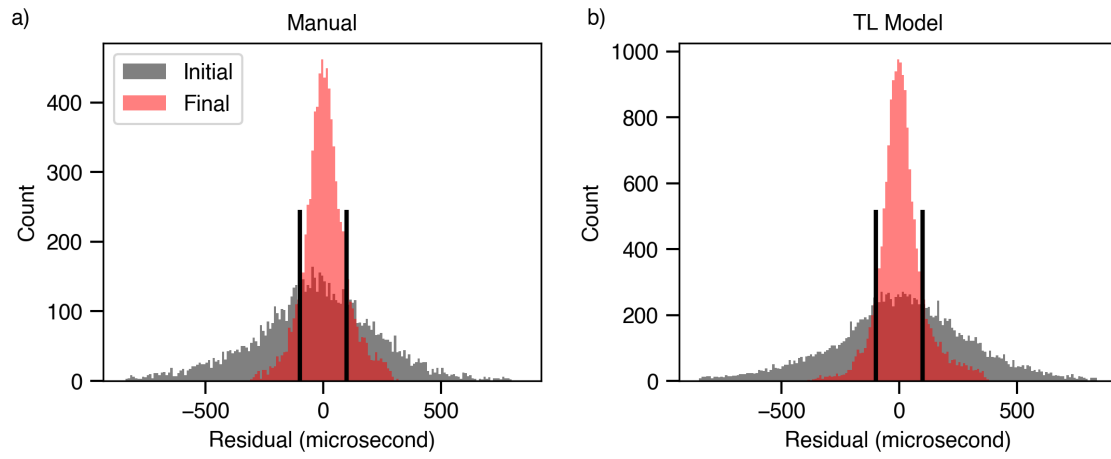 a)
Manual
Initial
Final
400
300
200
100
0
Count
−500
0
500
Residual (microsecond)
b)
TL Model
1000
800
600
400
200
0
Count
−500
0
500
Residual (microsecond)